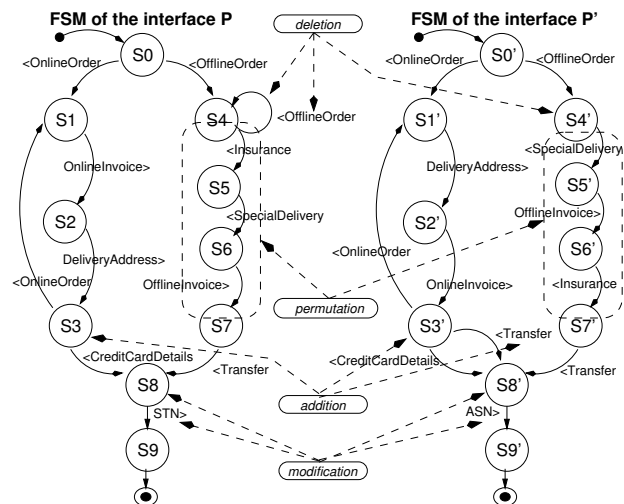 FSM of the interface P
deletion
FSM of the interface P'
S0
S0'
<OnlineOrder
<OfflineOrder
<OnlineOrder
<OfflineOrder
S1
S4
<OfflineOrder
S1'
S4'
<Insurance
<SpecialDelivery
OnlineInvoice>
DeliveryAddress>
S5
S5'
S2
<SpecialDelivery
S2'
OfflineInvoice>
S6
S6'
DeliveryAddress>
<OnlineOrder
OfflineInvoice>
<OnlineOrder
OnlineInvoice>
<Insurance
permutation
S3
S7
S3'
S7'
<Transfer
<CreditCardDetails
<Transfer
<CreditCardDetails
<Transfer
S8
S8'
addition
STN>
ASN>
S9
S9'
modification